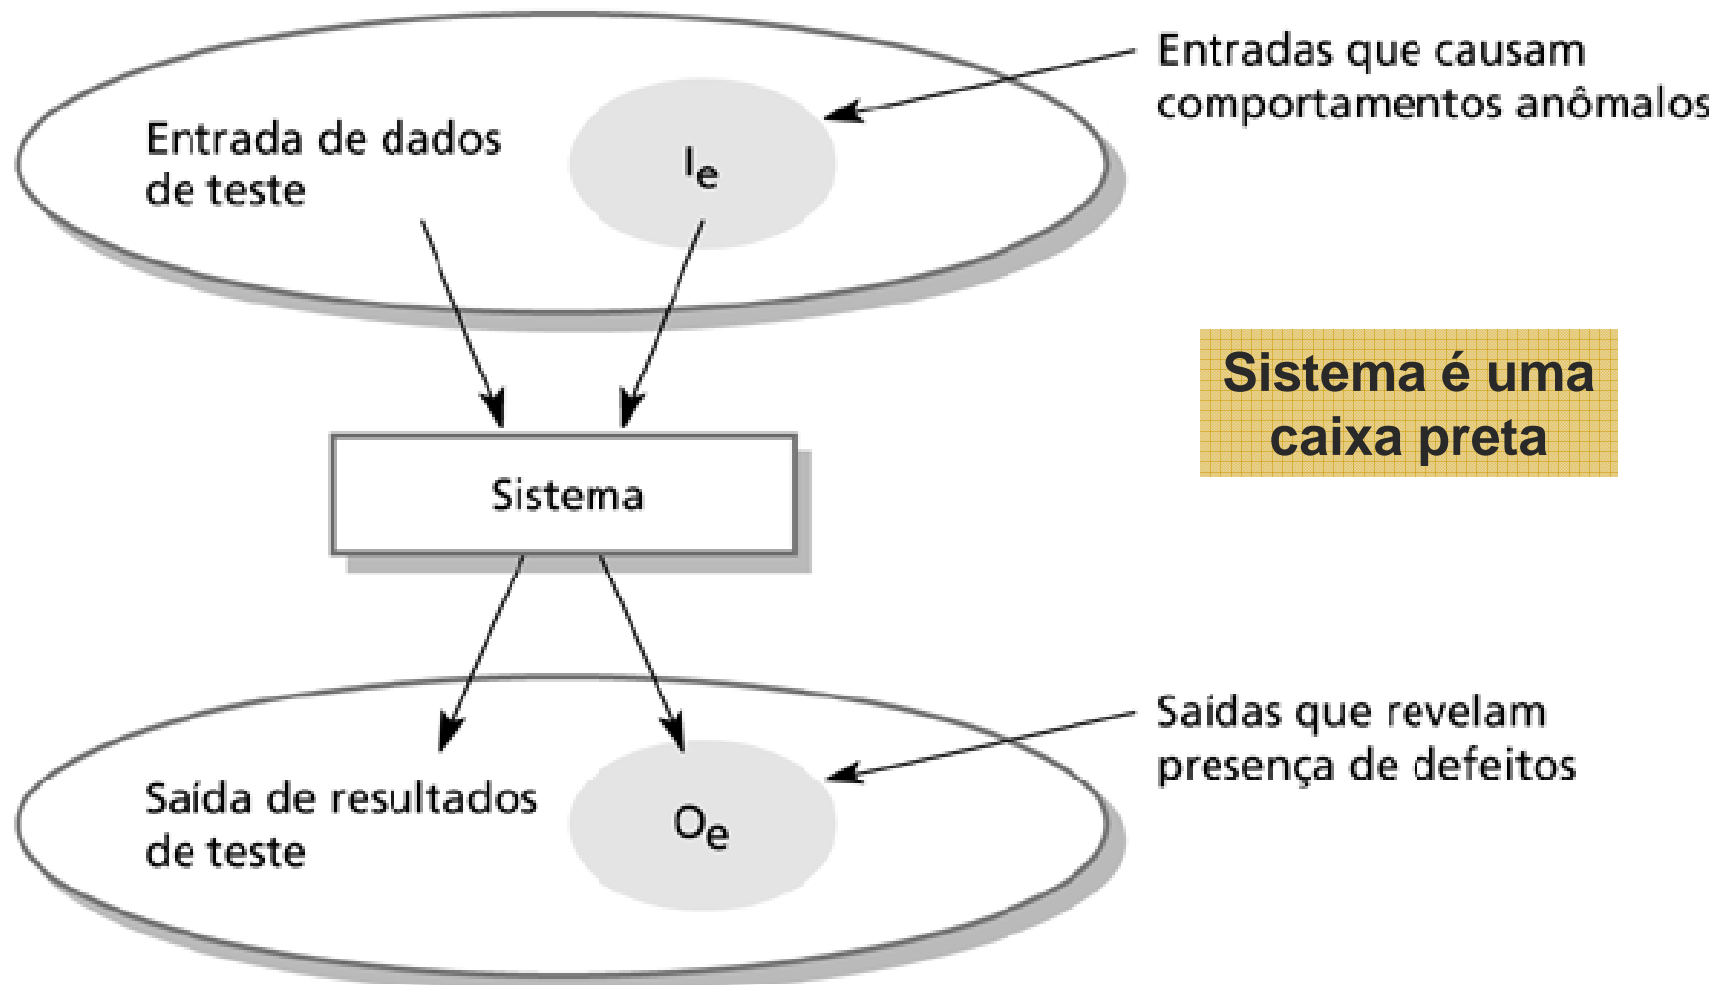 Entradas que causam
comportamentos anômalos
Entrada de dados
de teste
Ie
Sistema é uma
caixa preta
Sistema
Saídas que revelam
presença de defeitos
Saída de resultados
de teste
Oe